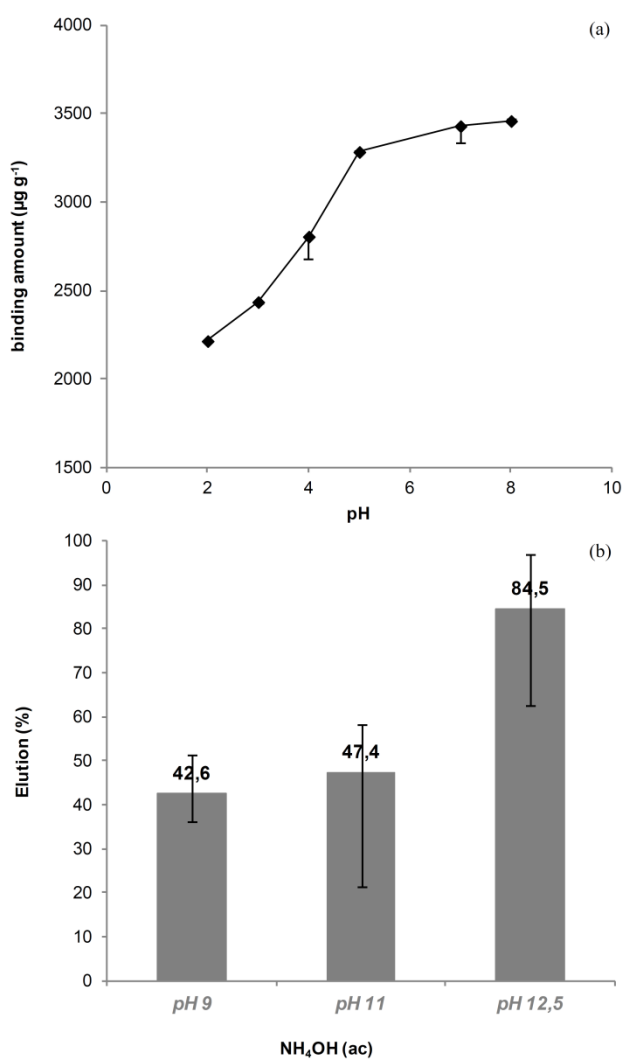 (a)
4000
3500
3000
2500
2000
1500
binding amount (µg g⁻¹)
0 2 4 6 8 10
pH
(b)
100
90
80
70
60
50
40
30
20
10
0
Elution (%)
42,6
47,4
84,5
pH 9 pH 11 pH 12,5
NH₄OH (ac)